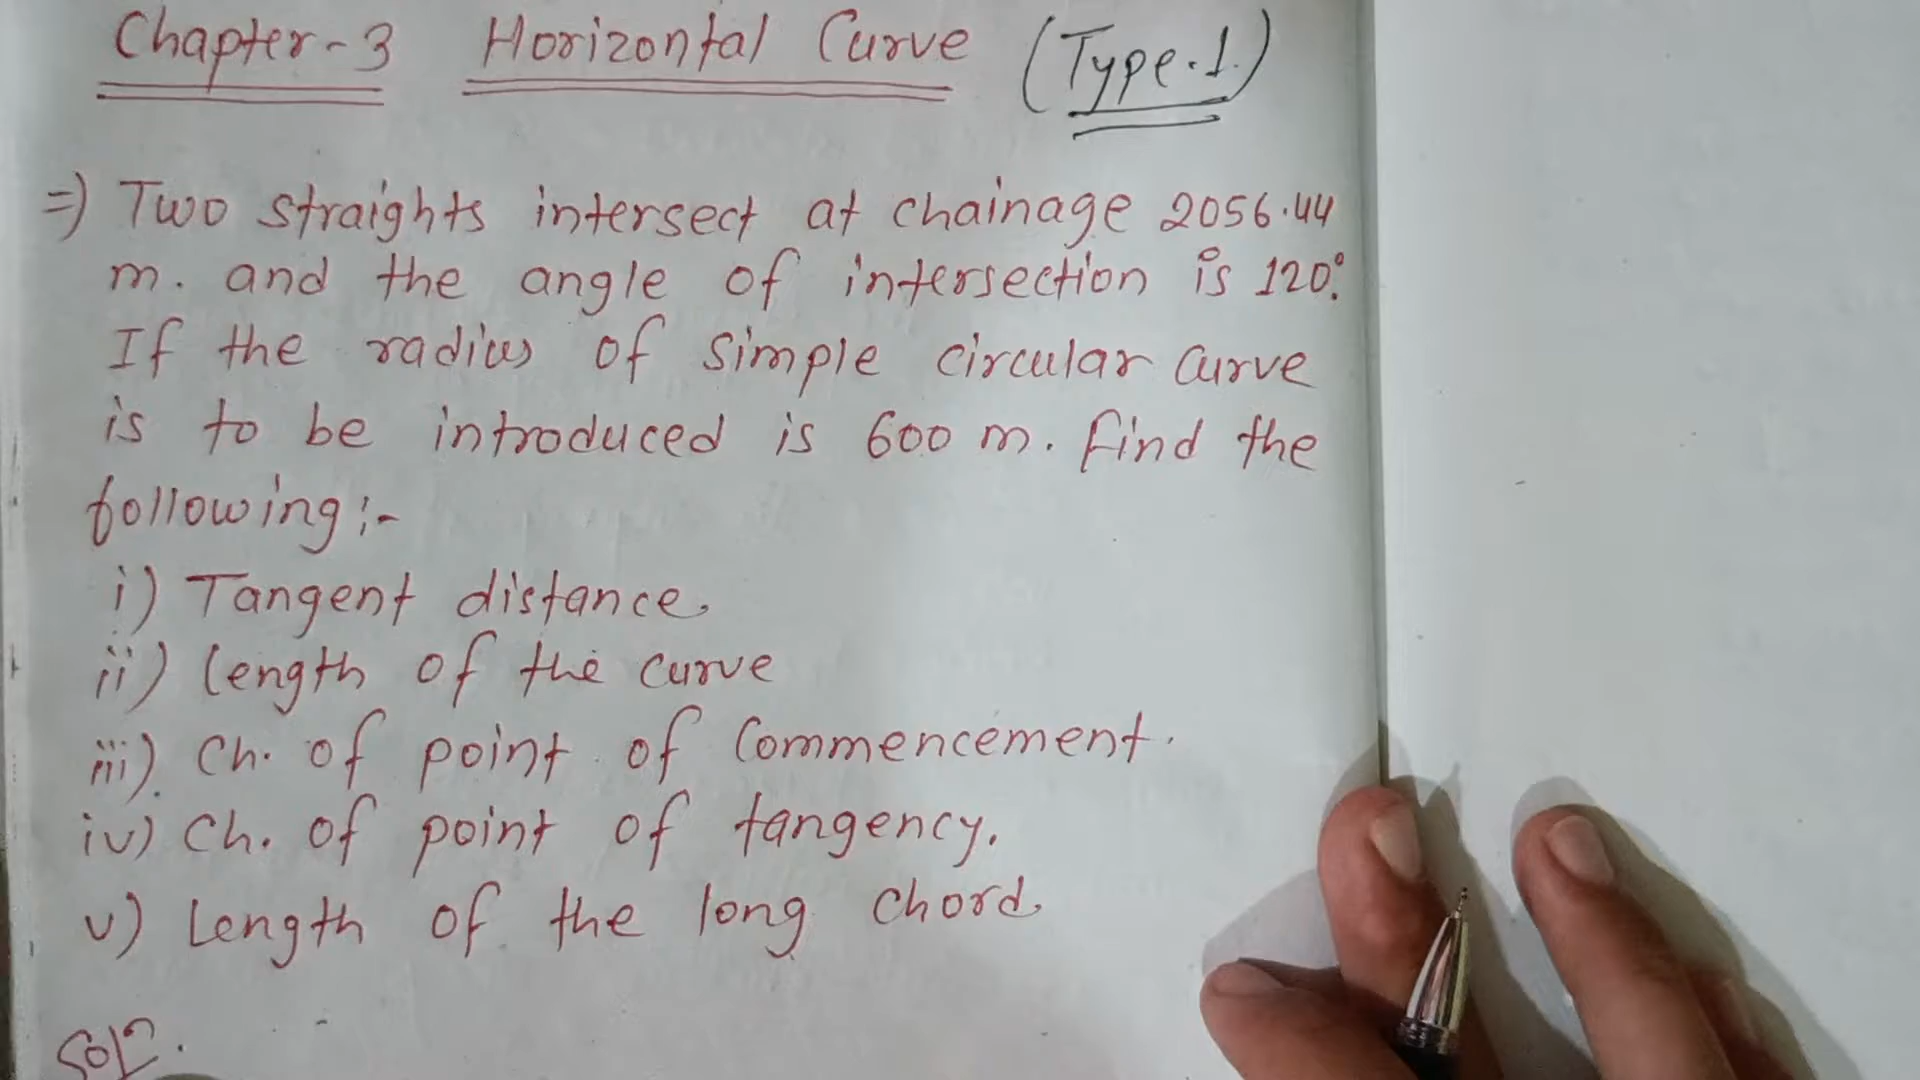 Chapter-3 Horizontal Curve (Type.1.)
=) Two straights intersect at chainage 2056.44
m. and the angle of intersection is 120°.
If the radius of simple circular curve
is to be introduced is 600 m. find the
following :-
i) Tangent distance.
ii) length of the curve
iii) Ch. of point of Commencement.
iv) Ch. of point of tangency.
v) Length of the long chord.
Solⁿ.